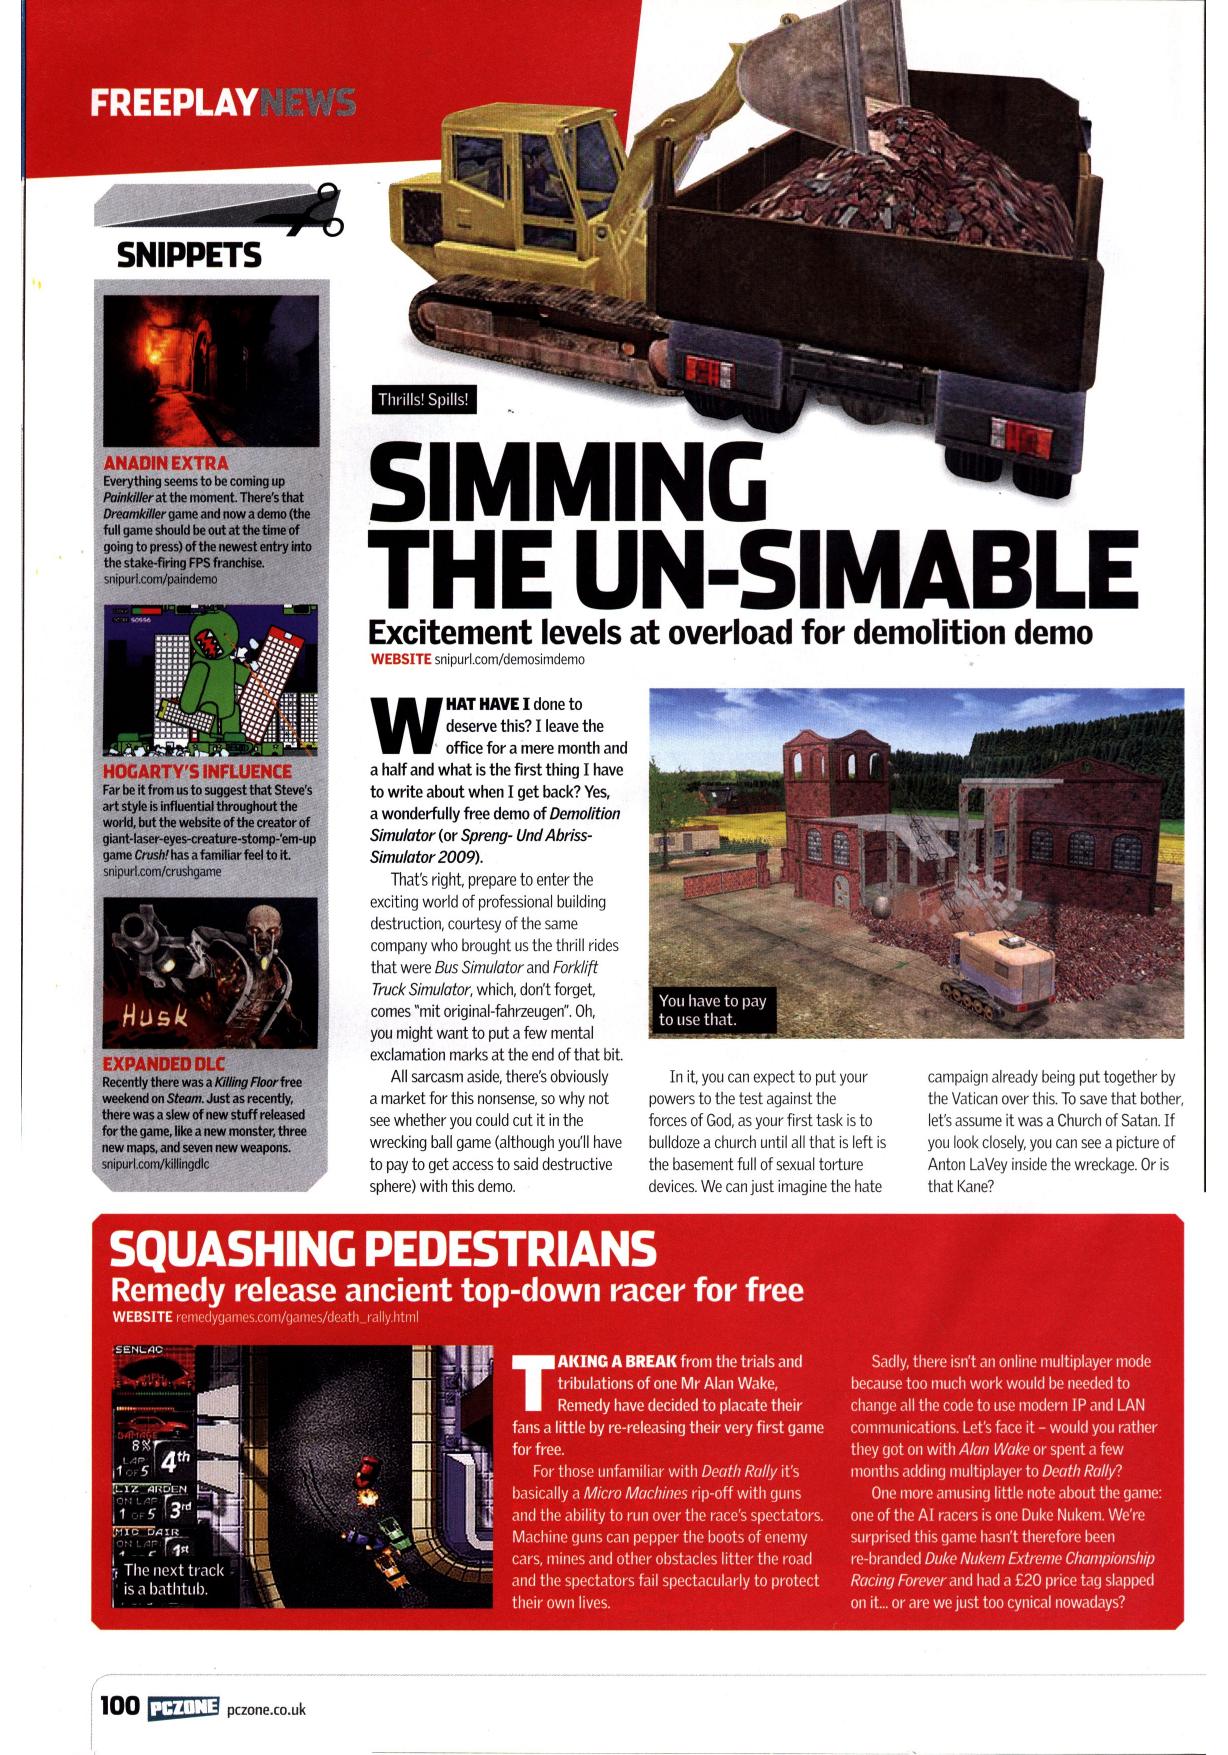 FREEPLAYNEWS
SNIPPETS
ANADIN EXTRA
Everything seems to be coming up
Painkiller at the moment. There's that
Dreamkiller game and now a demo (the
full game should be out at the time of
going to press) of the newest entry into
the stake-firing FPS franchise.
snipurl.com/paindemo
HOGARTY'S INFLUENCE
Far be it from us to suggest that Steve's
art style is influential throughout the
world, but the website of the creator of
giant-laser-eyes-creature-stomp-'em-up
game Crush! has a familiar feel to it.
snipurl.com/crushgame
Husk
EXPANDED DLC
Recently there was a Killing Floor free
weekend on Steam. Just as recently,
there was a slew of new stuff released
for the game, like a new monster, three
new maps, and seven new weapons.
snipurl.com/killingdlc
Thrills! Spills!
SIMMING
THE UN-SIMABLE
Excitement levels at overload for demolition demo
WEBSITE snipurl.com/demosimdemo
WHAT HAVE I done to
deserve this? I leave the
office for a mere month and
a half and what is the first thing I have
to write about when I get back? Yes,
a wonderfully free demo of Demolition
Simulator (or Spreng- Und Abriss-
Simulator 2009).
That's right, prepare to enter the
exciting world of professional building
destruction, courtesy of the same
company who brought us the thrill rides
that were Bus Simulator and Forklift
Truck Simulator, which, don't forget,
comes "mit original-fahrzeugen". Oh,
you might want to put a few mental
exclamation marks at the end of that bit.
All sarcasm aside, there's obviously
a market for this nonsense, so why not
see whether you could cut it in the
wrecking ball game (although you'll have
to pay to get access to said destructive
sphere) with this demo.
You have to pay
to use that.
In it, you can expect to put your
powers to the test against the
forces of God, as your first task is to
bulldoze a church until all that is left is
the basement full of sexual torture
devices. We can just imagine the hate
campaign already being put together by
the Vatican over this. To save that bother,
let's assume it was a Church of Satan. If
you look closely, you can see a picture of
Anton LaVey inside the wreckage. Or is
that Kane?
SQUASHING PEDESTRIANS
Remedy release ancient top-down racer for free
WEBSITE remedygames.com/games/death_rally.html
SENLAC
DAMAGE
8%
LAP
1 OF 5
4th
LIZ ARDEN
ON LAP
1 OF 5
3rd
MIC DAIR
ON LAP
1st
The next track
is a bathtub.
TAKING A BREAK from the trials and
tribulations of one Mr Alan Wake,
Remedy have decided to placate their
fans a little by re-releasing their very first game
for free.
For those unfamiliar with Death Rally it's
basically a Micro Machines rip-off with guns
and the ability to run over the race's spectators.
Machine guns can pepper the boots of enemy
cars, mines and other obstacles litter the road
and the spectators fail spectacularly to protect
their own lives.
Sadly, there isn't an online multiplayer mode
because too much work would be needed to
change all the code to use modern IP and LAN
communications. Let's face it – would you rather
they got on with Alan Wake or spent a few
months adding multiplayer to Death Rally?
One more amusing little note about the game:
one of the AI racers is one Duke Nukem. We're
surprised this game hasn't therefore been
re-branded Duke Nukem Extreme Championship
Racing Forever and had a £20 price tag slapped
on it... or are we just too cynical nowadays?
100 PCZONE pczone.co.uk